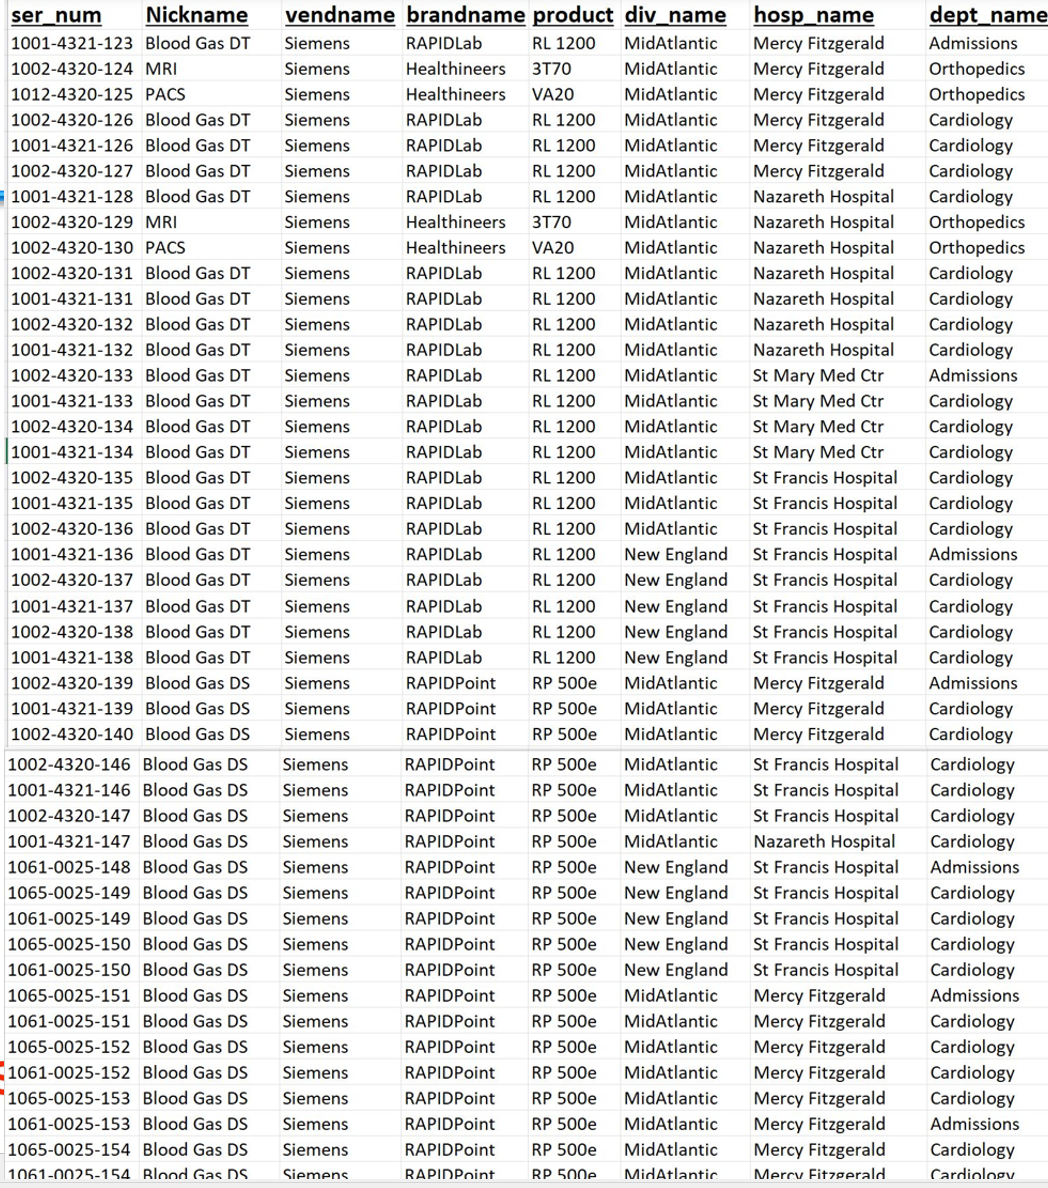 ser_num Nickname vendname brandname product div_name hosp_name dept_name
1001-4321-123 Blood Gas DT Siemens RAPIDLab RL 1200 MidAtlantic Mercy Fitzgerald Admissions
1002-4320-124 MRI Siemens Healthineers 3T70 MidAtlantic Mercy Fitzgerald Orthopedics
1012-4320-125 PACS Siemens Healthineers VA20 MidAtlantic Mercy Fitzgerald Orthopedics
1002-4320-126 Blood Gas DT Siemens RAPIDLab RL 1200 MidAtlantic Mercy Fitzgerald Cardiology
1001-4321-126 Blood Gas DT Siemens RAPIDLab RL 1200 MidAtlantic Mercy Fitzgerald Cardiology
1002-4320-127 Blood Gas DT Siemens RAPIDLab RL 1200 MidAtlantic Mercy Fitzgerald Cardiology
1001-4321-128 Blood Gas DT Siemens RAPIDLab RL 1200 MidAtlantic Nazareth Hospital Cardiology
1002-4320-129 MRI Siemens Healthineers 3T70 MidAtlantic Nazareth Hospital Orthopedics
1002-4320-130 PACS Siemens Healthineers VA20 MidAtlantic Nazareth Hospital Orthopedics
1002-4320-131 Blood Gas DT Siemens RAPIDLab RL 1200 MidAtlantic Nazareth Hospital Cardiology
1001-4321-131 Blood Gas DT Siemens RAPIDLab RL 1200 MidAtlantic Nazareth Hospital Cardiology
1002-4320-132 Blood Gas DT Siemens RAPIDLab RL 1200 MidAtlantic Nazareth Hospital Cardiology
1001-4321-132 Blood Gas DT Siemens RAPIDLab RL 1200 MidAtlantic Nazareth Hospital Cardiology
1002-4320-133 Blood Gas DT Siemens RAPIDLab RL 1200 MidAtlantic St Mary Med Ctr Admissions
1001-4321-133 Blood Gas DT Siemens RAPIDLab RL 1200 MidAtlantic St Mary Med Ctr Cardiology
1002-4320-134 Blood Gas DT Siemens RAPIDLab RL 1200 MidAtlantic St Mary Med Ctr Cardiology
1001-4321-134 Blood Gas DT Siemens RAPIDLab RL 1200 MidAtlantic St Mary Med Ctr Cardiology
1002-4320-135 Blood Gas DT Siemens RAPIDLab RL 1200 MidAtlantic St Francis Hospital Cardiology
1001-4321-135 Blood Gas DT Siemens RAPIDLab RL 1200 MidAtlantic St Francis Hospital Cardiology
1002-4320-136 Blood Gas DT Siemens RAPIDLab RL 1200 MidAtlantic St Francis Hospital Cardiology
1001-4321-136 Blood Gas DT Siemens RAPIDLab RL 1200 New England St Francis Hospital Admissions
1002-4320-137 Blood Gas DT Siemens RAPIDLab RL 1200 New England St Francis Hospital Cardiology
1001-4321-137 Blood Gas DT Siemens RAPIDLab RL 1200 New England St Francis Hospital Cardiology
1002-4320-138 Blood Gas DT Siemens RAPIDLab RL 1200 New England St Francis Hospital Cardiology
1001-4321-138 Blood Gas DT Siemens RAPIDLab RL 1200 New England St Francis Hospital Cardiology
1002-4320-139 Blood Gas DS Siemens RAPIDPoint RP 500e MidAtlantic Mercy Fitzgerald Admissions
1001-4321-139 Blood Gas DS Siemens RAPIDPoint RP 500e MidAtlantic Mercy Fitzgerald Cardiology
1002-4320-140 Blood Gas DS Siemens RAPIDPoint RP 500e MidAtlantic Mercy Fitzgerald Cardiology
1002-4320-146 Blood Gas DS Siemens RAPIDPoint RP 500e MidAtlantic St Francis Hospital Cardiology
1001-4321-146 Blood Gas DS Siemens RAPIDPoint RP 500e MidAtlantic St Francis Hospital Cardiology
1002-4320-147 Blood Gas DS Siemens RAPIDPoint RP 500e MidAtlantic St Francis Hospital Cardiology
1001-4321-147 Blood Gas DS Siemens RAPIDPoint RP 500e MidAtlantic Nazareth Hospital Cardiology
1061-0025-148 Blood Gas DS Siemens RAPIDPoint RP 500e New England St Francis Hospital Admissions
1065-0025-149 Blood Gas DS Siemens RAPIDPoint RP 500e New England St Francis Hospital Cardiology
1061-0025-149 Blood Gas DS Siemens RAPIDPoint RP 500e New England St Francis Hospital Cardiology
1065-0025-150 Blood Gas DS Siemens RAPIDPoint RP 500e New England St Francis Hospital Cardiology
1061-0025-150 Blood Gas DS Siemens RAPIDPoint RP 500e New England St Francis Hospital Cardiology
1065-0025-151 Blood Gas DS Siemens RAPIDPoint RP 500e MidAtlantic Mercy Fitzgerald Admissions
1061-0025-151 Blood Gas DS Siemens RAPIDPoint RP 500e MidAtlantic Mercy Fitzgerald Cardiology
1065-0025-152 Blood Gas DS Siemens RAPIDPoint RP 500e MidAtlantic Mercy Fitzgerald Cardiology
1061-0025-152 Blood Gas DS Siemens RAPIDPoint RP 500e MidAtlantic Mercy Fitzgerald Cardiology
1065-0025-153 Blood Gas DS Siemens RAPIDPoint RP 500e MidAtlantic Mercy Fitzgerald Cardiology
1061-0025-153 Blood Gas DS Siemens RAPIDPoint RP 500e MidAtlantic Mercy Fitzgerald Admissions
1065-0025-154 Blood Gas DS Siemens RAPIDPoint RP 500e MidAtlantic Mercy Fitzgerald Cardiology
1061-0025-154 Blood Gas DS Siemens RAPIDPoint RP 500e MidAtlantic Mercy Fitzgerald Cardiology